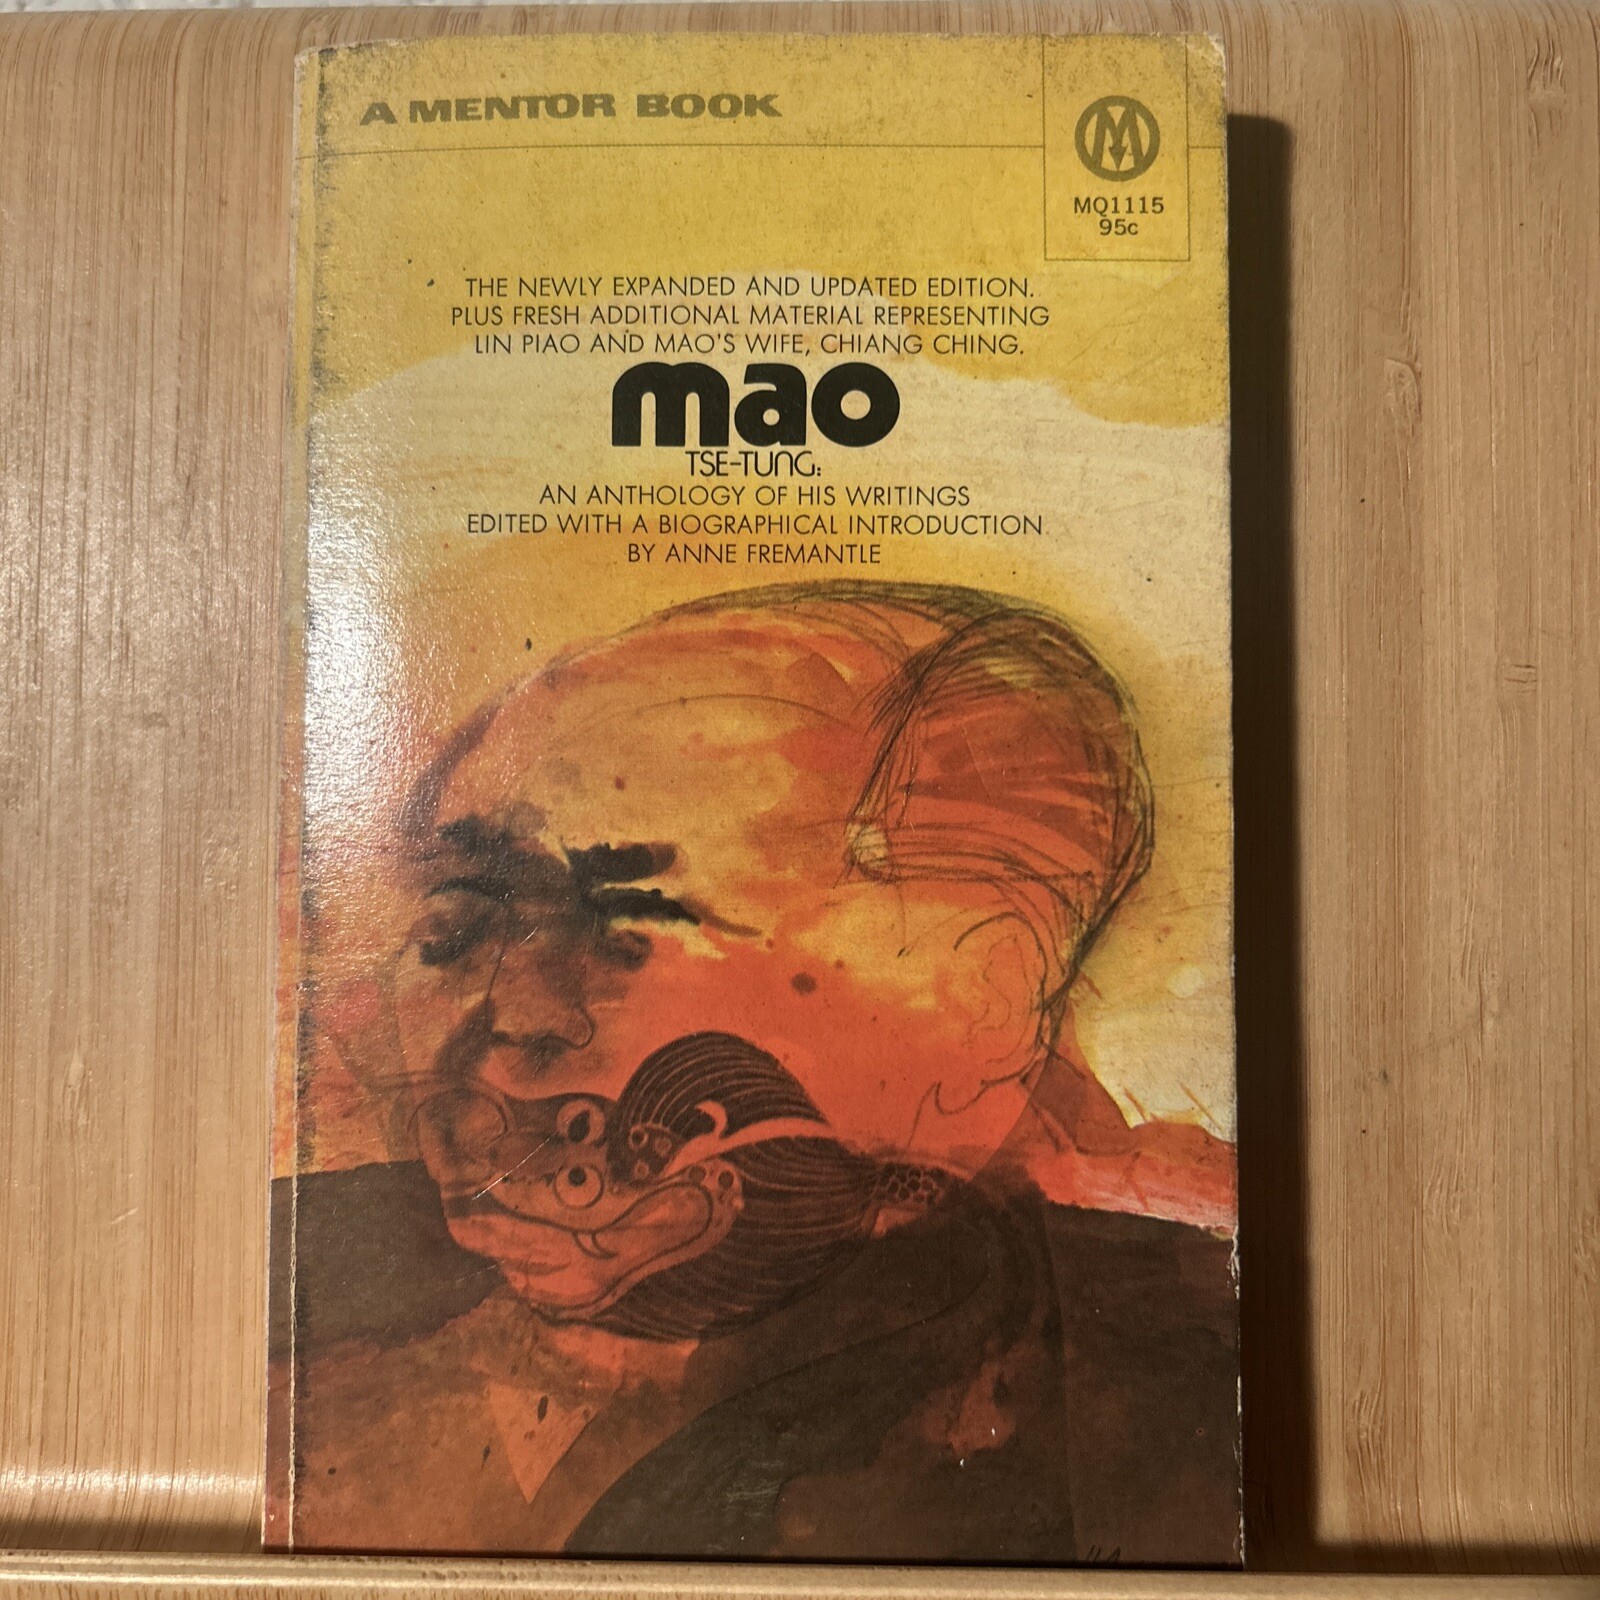 A MENTOR BOOK
M
MQ1115
95c
THE NEWLY EXPANDED AND UPDATED EDITION.
PLUS FRESH ADDITIONAL MATERIAL REPRESENTING
LIN PIAO AND MAO'S WIFE, CHIANG CHING.
mao
TSE-TUNG:
AN ANTHOLOGY OF HIS WRITINGS
EDITED WITH A BIOGRAPHICAL INTRODUCTION
BY ANNE FREMANTLE